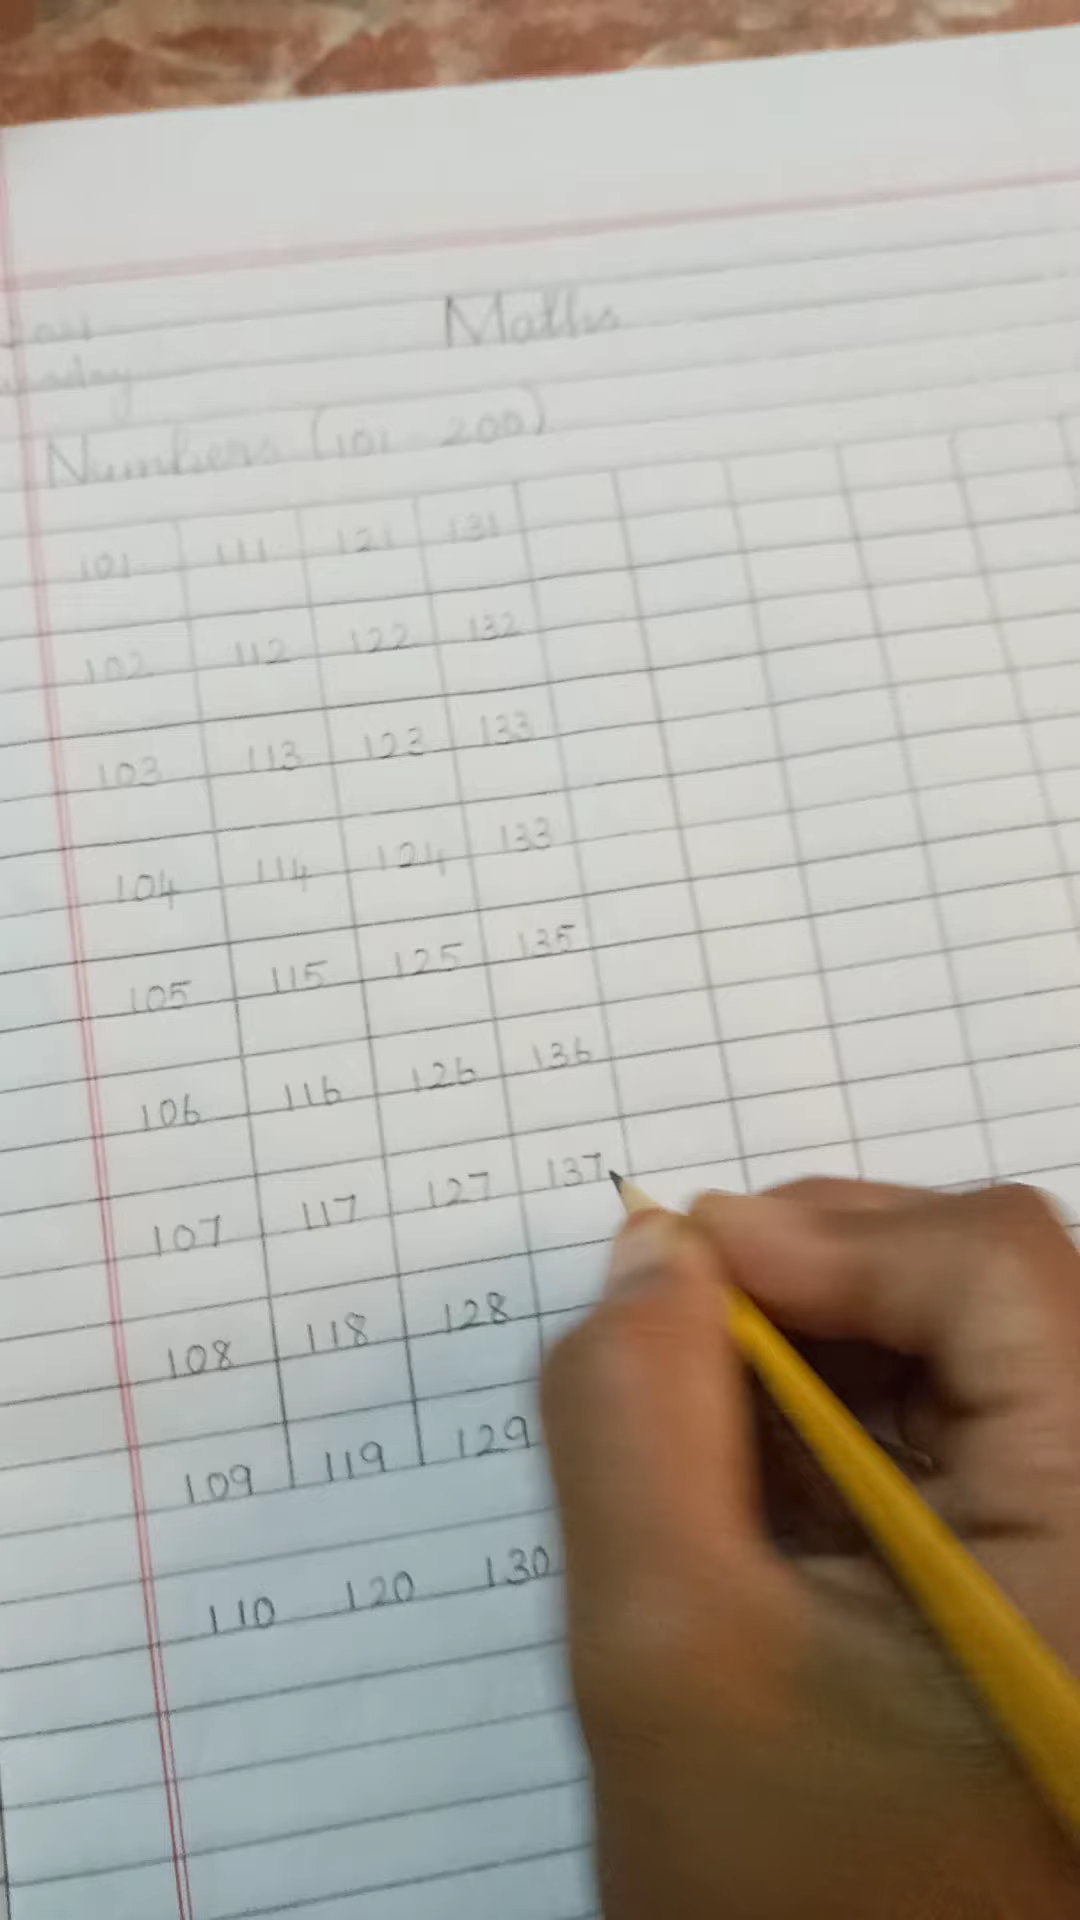 Maths
Numbers (101 - 200)
101 111 121 131
102 112 122 132
103 113 123 133
104 114 124 133
105 115 125 135
106 116 126 136
107 117 127 137
108 118 128
109 119 129
110 120 130